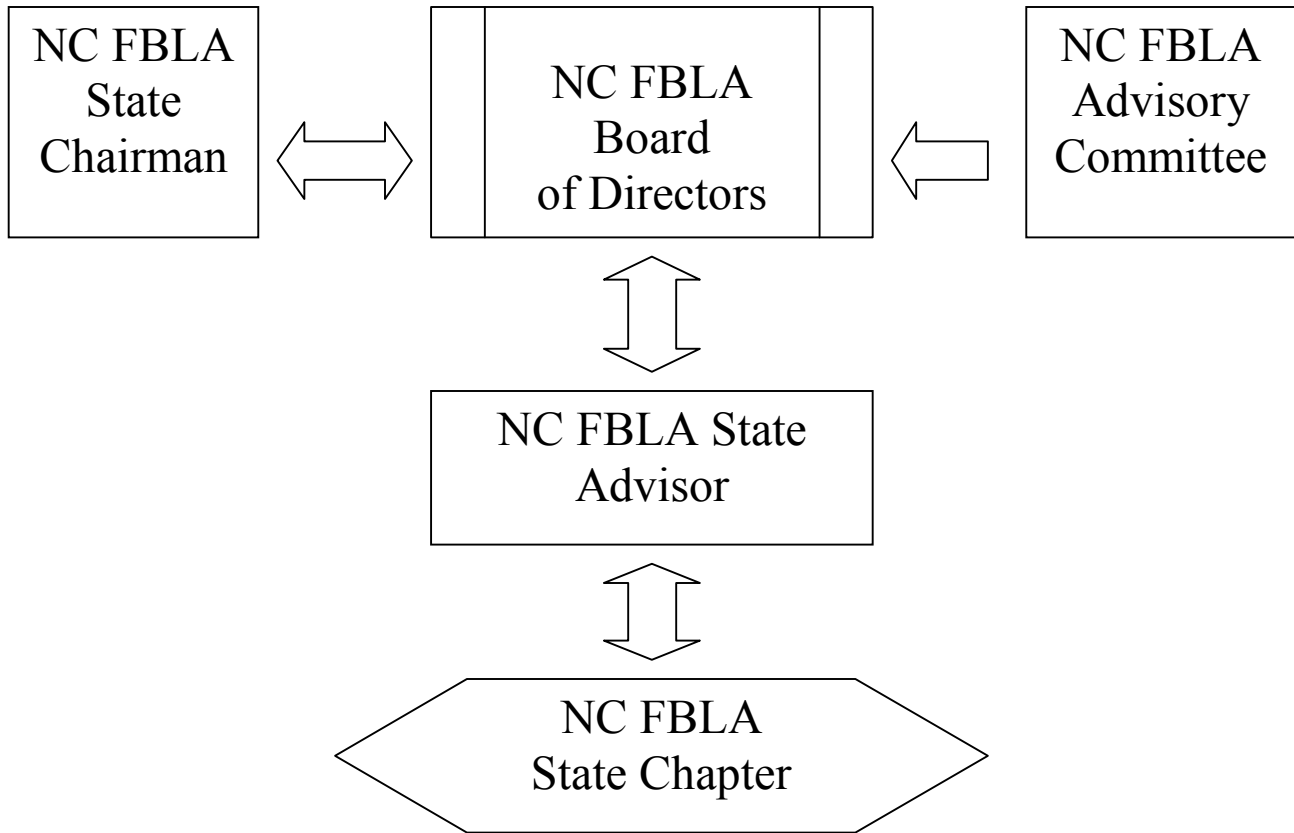 NC FBLA
State
Chairman
NC FBLA
Board
of Directors
NC FBLA
Advisory
Committee
NC FBLA State
Advisor
NC FBLA
State Chapter